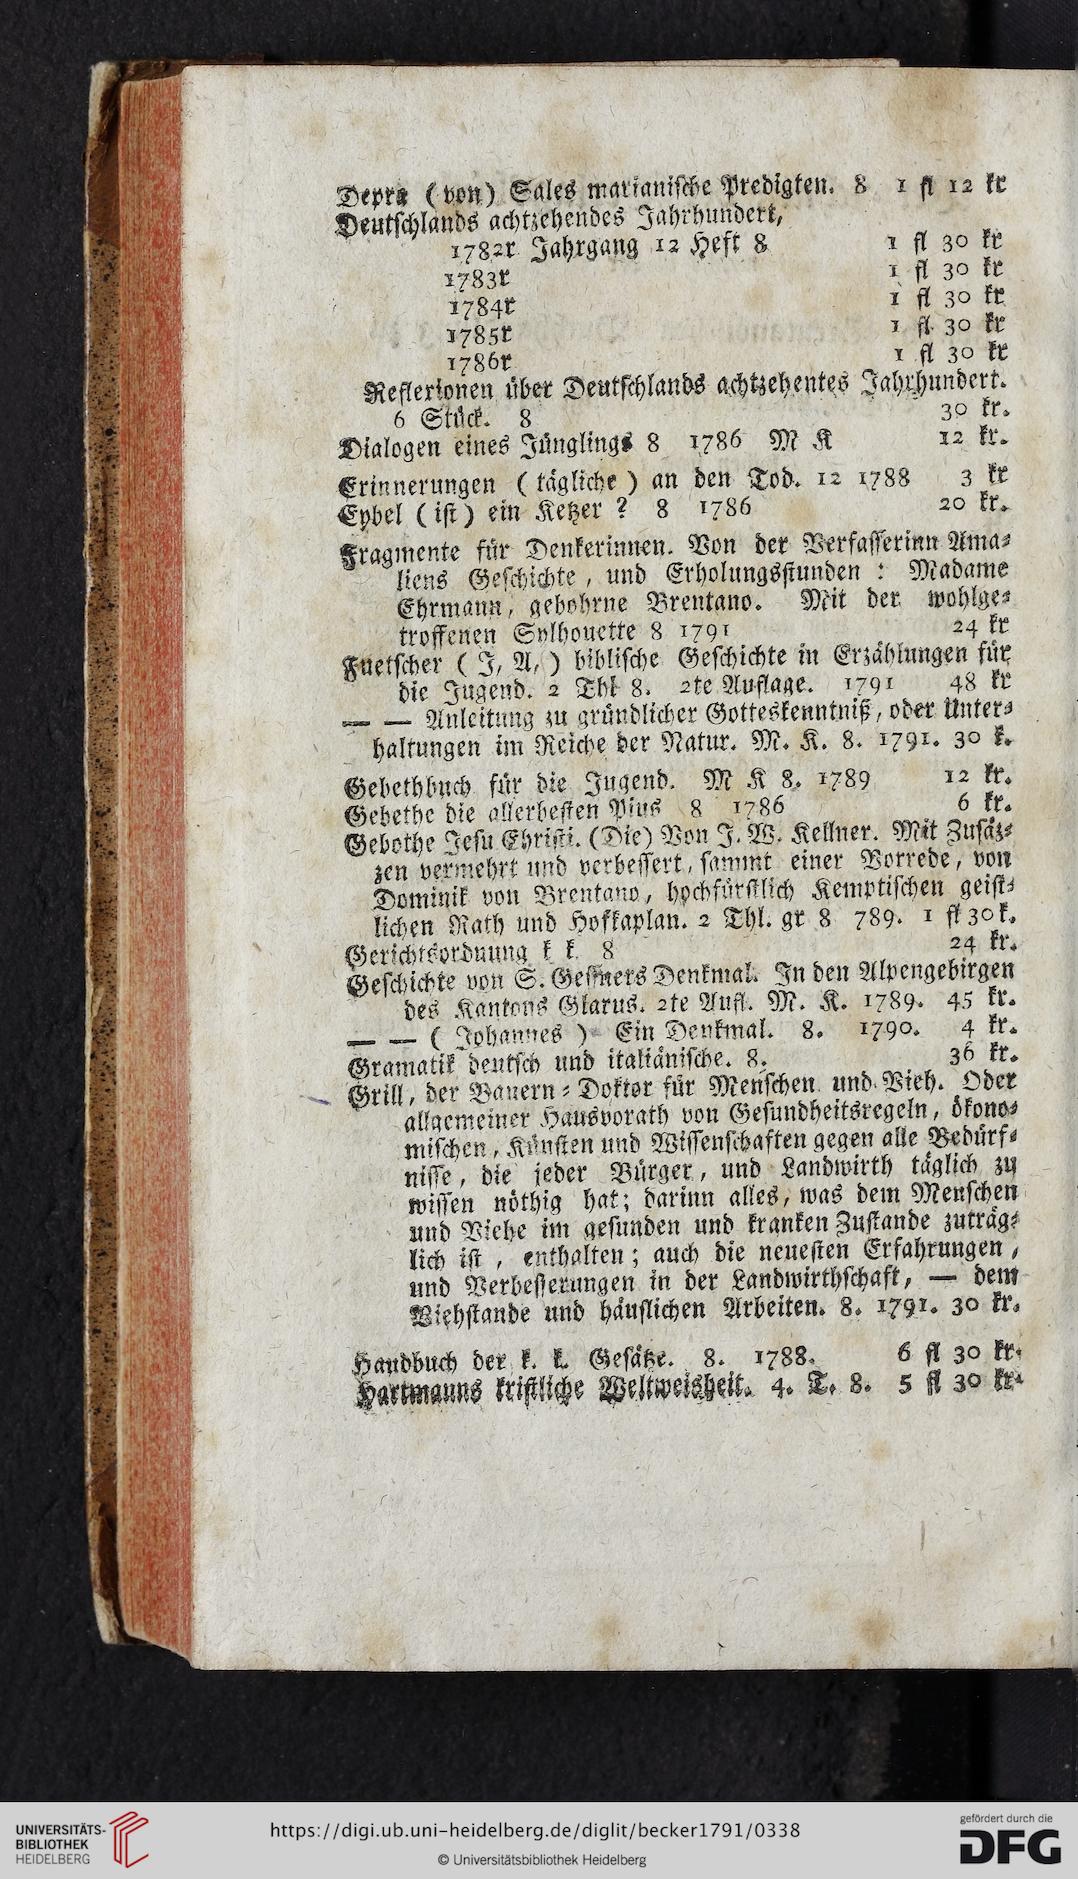 Depra (von) Sales marianische Predigten. 8 1 fl 12 kr
Deutschlands achtzehendes Jahrhundert,
1782r Jahrgang 12 Heft 8 1 fl 30 kr
1783r 1 fl 30 kr
1784r 1 fl 30 kr
1785r 1 fl 30 kr
1786r 1 fl 30 kr
Reflexionen über Deutschlands achtzehentes Jahrhundert.
6 Stück. 8 30 kr.
Dialogen eines Jünglings 8 1786 M K 12 kr.
Erinnerungen (tägliche) an den Tod. 12 1788 3 kr
Eybel (ist) ein Ketzer? 8 1786 20 kr.
Fragmente für Denkerinnen. Von der Verfasserinn Ama-
liens Geschichte, und Erholungsstunden: Madame
Ehrmann, gebohrne Brentano. Mit der wohlge-
troffenen Sylhouette 8 1791 24 kr
Fuetscher (J, A,) biblische Geschichte in Erzählungen für
die Jugend. 2 Thl 8. 2te Auflage. 1791 48 kr
— — Anleitung zu gründlicher Gotteskenntniß, oder Unter-
haltungen im Reiche der Natur. M. K. 8. 1791. 30 k.
Gebethbuch für die Jugend. M K 8. 1789 12 kr.
Gebethe die allerbesten Pius 8 1786 6 kr.
Gebothe Jesu Christi. (Die) Von J. W. Kellner. Mit Zusäz-
zen vermehrt und verbessert, sammt einer Vorrede, von
Dominik von Brentano, hochfürstlich Kemptischen geist-
lichen Rath und Hofkaplan. 2 Thl. gr 8 789. 1 fl 30 k.
Gerichtsordnung k k 8 24 kr.
Geschichte von S. Geßners Denkmal. In den Alpengebirgen
des Kantons Glarus. 2te Aufl. M. K. 1789. 45 kr.
— — (Johannes) Ein Denkmal. 8. 1790. 4 kr.
Gramatik deutsch und italiänische. 8. 36 kr.
Grill, der Bauern-Doktor für Menschen und Vieh. Oder
allgemeiner Hausvorath von Gesundheitsregeln, ökono-
mischen, Künsten und Wissenschaften gegen alle Bedürf-
nisse, die jeder Bürger, und Landwirth täglich zu
wissen nöthig hat; darinn alles, was dem Menschen
und Viehe im gesunden und kranken Zustande zuträg-
lich ist, enthalten; auch die neuesten Erfahrungen,
und Verbesserungen in der Landwirthschaft, — dem
Viehstande und häuslichen Arbeiten. 8. 1791. 30 kr.
Handbuch der k. k. Gesätze. 8. 1788. 6 fl 30 kr.
Hartmanns kristliche Weltweisheit. 4. T. 8. 5 fl 30 kr.
UNIVERSITÄTS-
BIBLIOTHEK
HEIDELBERG
https://digi.ub.uni-heidelberg.de/diglit/becker1791/0338
© Universitätsbibliothek Heidelberg
gefördert durch die
DFG